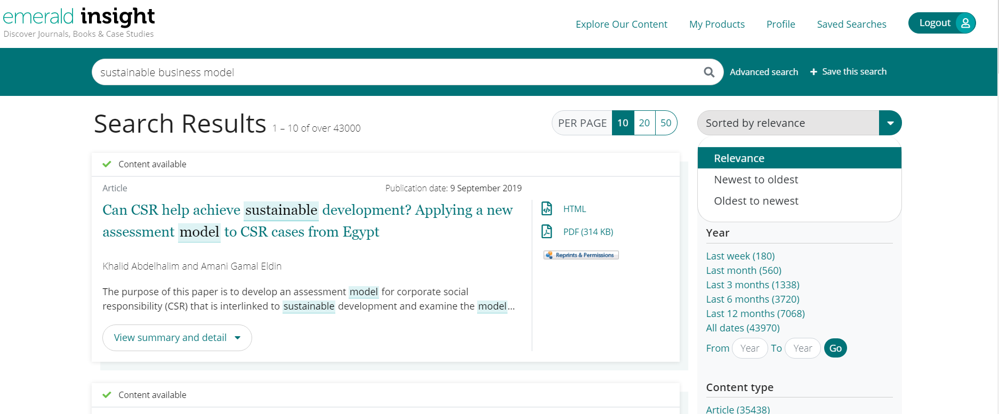 emerald insight
Discover Journals, Books & Case Studies
Explore Our Content
My Products
Profile
Saved Searches
Logout
sustainable business model
Advanced search
+ Save this search
Search Results 1 – 10 of over 43000
PER PAGE 10 20 50
Sorted by relevance
Relevance
Newest to oldest
Oldest to newest
Content available
Article
Publication date: 9 September 2019
Can CSR help achieve sustainable development? Applying a new
assessment model to CSR cases from Egypt
Khalid Abdelhalim and Amani Gamal Eldin
The purpose of this paper is to develop an assessment model for corporate social
responsibility (CSR) that is interlinked to sustainable development and examine the model...
View summary and detail
HTML
PDF (314 KB)
Reprints & Permissions
Year
Last week (180)
Last month (560)
Last 3 months (1338)
Last 6 months (3720)
Last 12 months (7068)
All dates (43970)
From Year To Year Go
Content type
Article (35438)
Content available